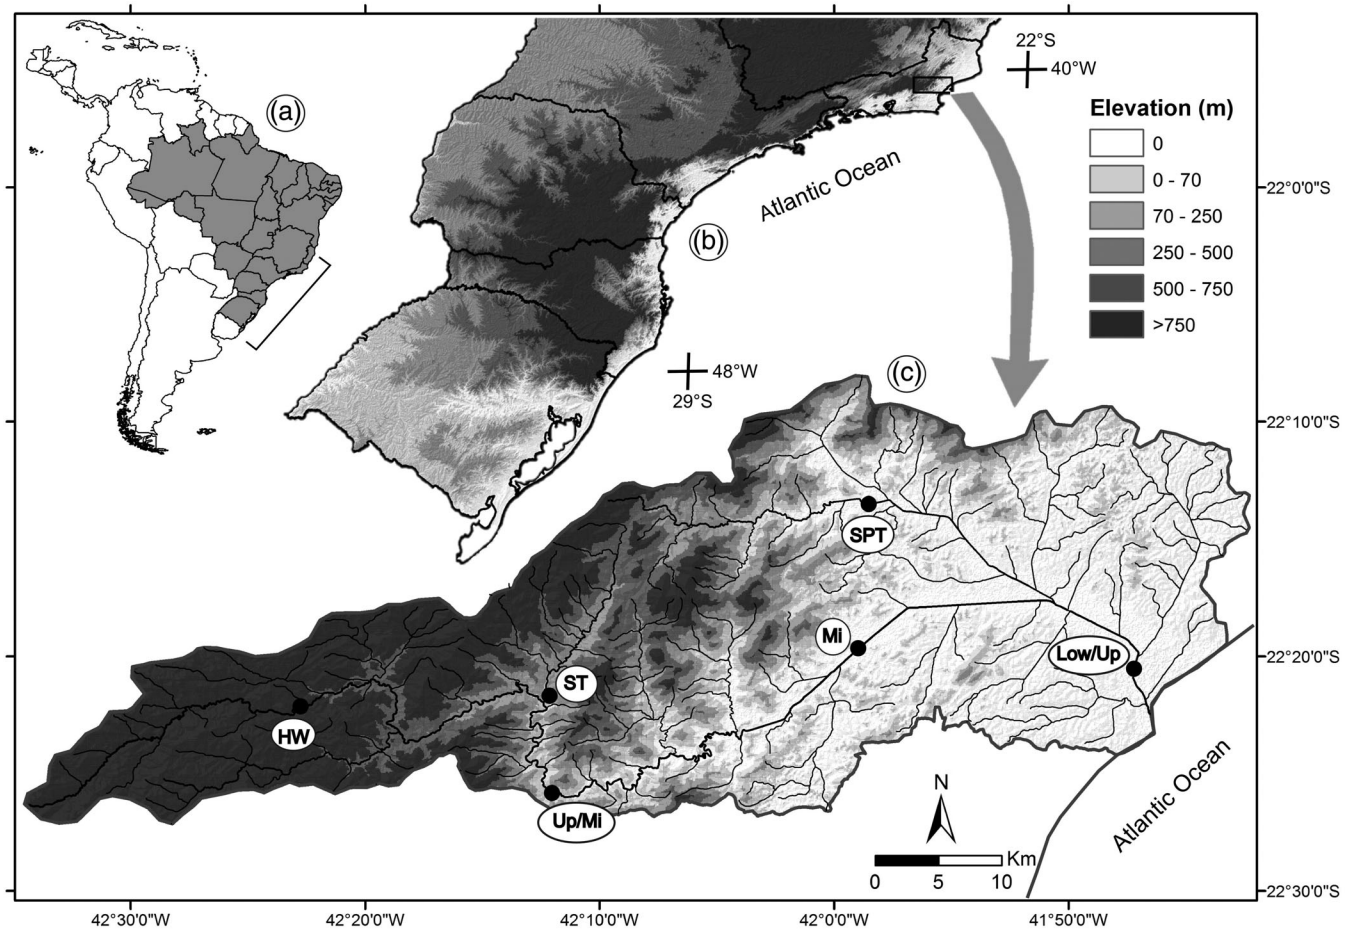 (a)
22°S
40°W
Elevation (m)
0
0 - 70
70 - 250
250 - 500
500 - 750
>750
Atlantic Ocean
(b)
48°W
29°S
(c)
22°0'0"S
22°10'0"S
22°20'0"S
22°30'0"S
SPT
Mi
Low/Up
ST
HW
Up/Mi
N
Km
0 5 10
Atlantic Ocean
42°30'0"W 42°20'0"W 42°10'0"W 42°0'0"W 41°50'0"W